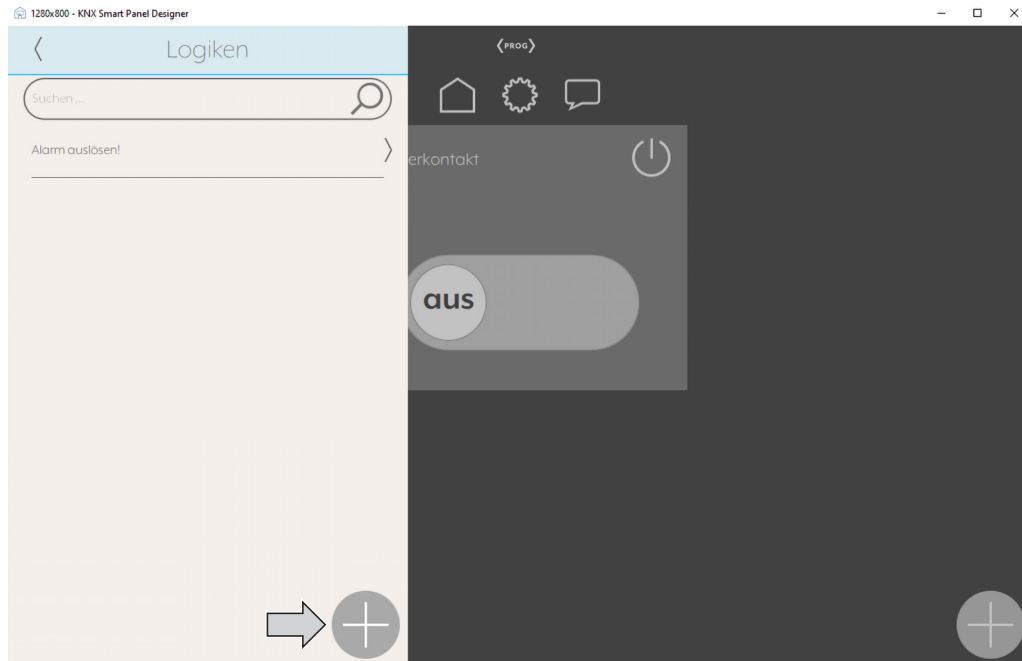 1280x800 - KNX Smart Panel Designer
Logiken
PROG
Suchen ...
Alarm auslösen!
erkontakt
aus